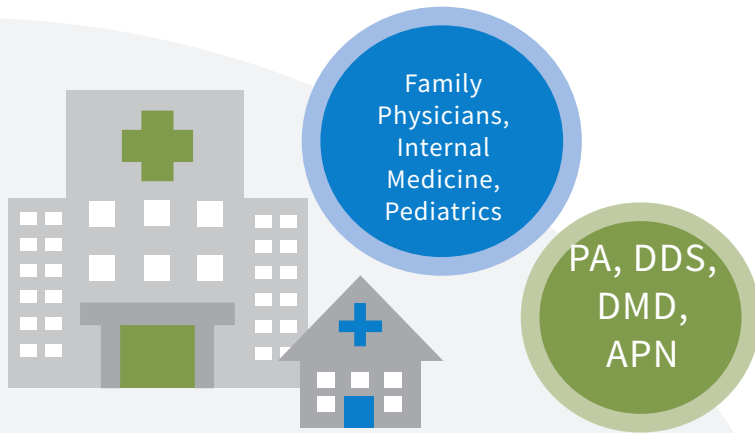 Family
Physicians,
Internal
Medicine,
Pediatrics
PA, DDS,
DMD,
APN